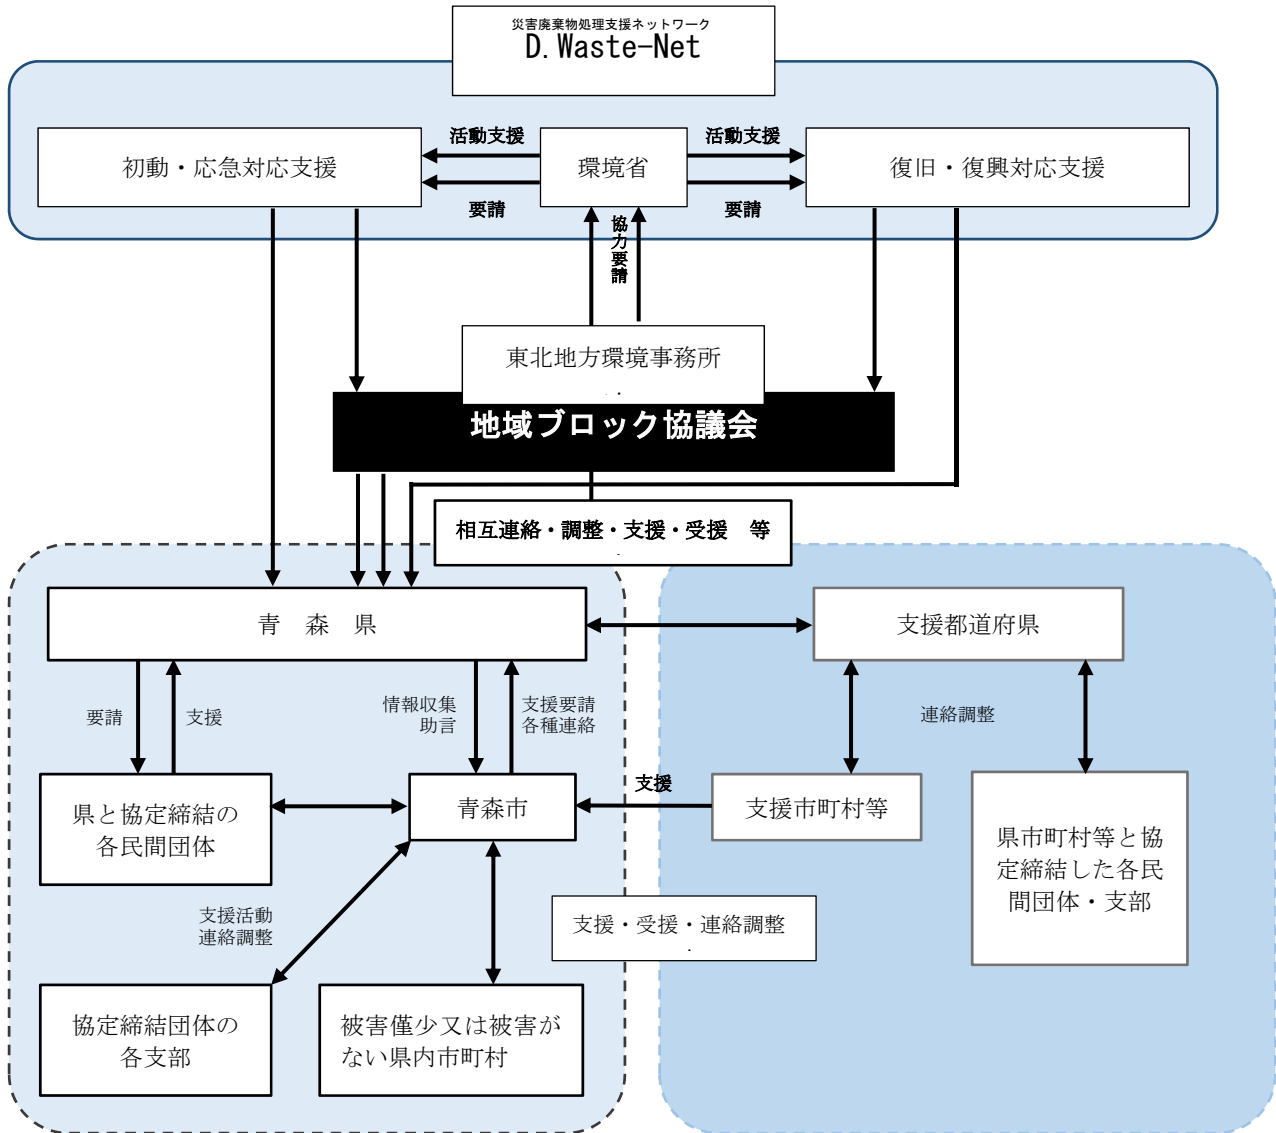 災害廃棄物処理支援ネットワーク
D.Waste-Net
初動・応急対応支援
活動支援
要請
環境省
活動支援
要請
復旧・復興対応支援
協力要請
東北地方環境事務所
地域ブロック協議会
相互連絡・調整・支援・受援　等
青　森　県
支援都道府県
要請
支援
情報収集
助言
支援要請
各種連絡
連絡調整
県と協定締結の
各民間団体
青森市
支援
支援市町村等
県市町村等と協
定締結した各民
間団体・支部
支援活動
連絡調整
支援・受援・連絡調整
協定締結団体の
各支部
被害僅少又は被害が
ない県内市町村